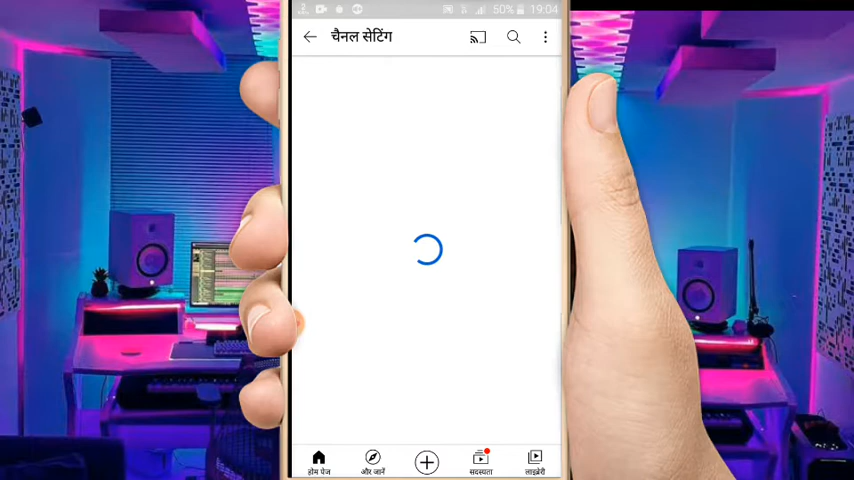 50% 19:04
चैनल सेटिंग
होम पेज और जानें सदस्यता लाइब्रेरी